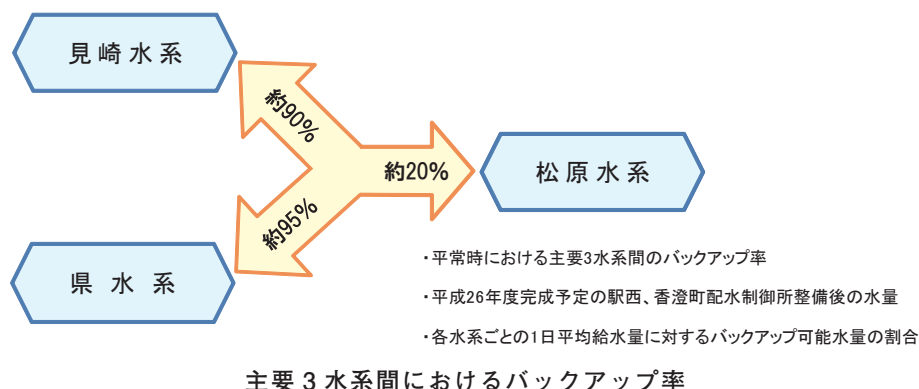 見崎水系
約90%
約20%
松原水系
約95%
県水系
・平常時における主要3水系間のバックアップ率
・平成26年度完成予定の駅西、香澄町配水制御所整備後の水量
・各水系ごとの1日平均給水量に対するバックアップ可能水量の割合
主要3水系間におけるバックアップ率